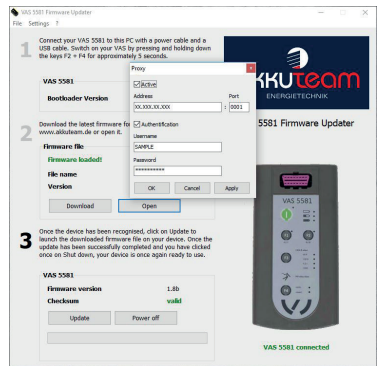 VAS 5581 Firmware Updater
File Settings ?
1
Connect your VAS 5581 to this PC with a power cable and a
USB cable. Switch on your VAS by pressing and holding down
the keys F2 + F4 for approximately 5 seconds.
VAS 5581
Bootloader Version
2
Download the latest firmware fo
www.akkuteam.de or open it.
Firmware file
Firmware loaded!
File name
Version
Download
Open
3
Once the device has been recognised, click on Update to
launch the downloaded firmware file on your device. Once the
update has been successfully completed and you have clicked
once on Shut down, your device is once again ready to use.
VAS 5581
Firmware version 1.8b
Checksum valid
Update
Power off
Proxy
Active
Address Port
XX.XXX.XX.XXX : 0001
Authentification
Username
SAMPLE
Password
**********
OK Cancel Apply
KKUteam
ENERGIETECHNIK
5581 Firmware Updater
VAS 5581
VAS 5581 connected